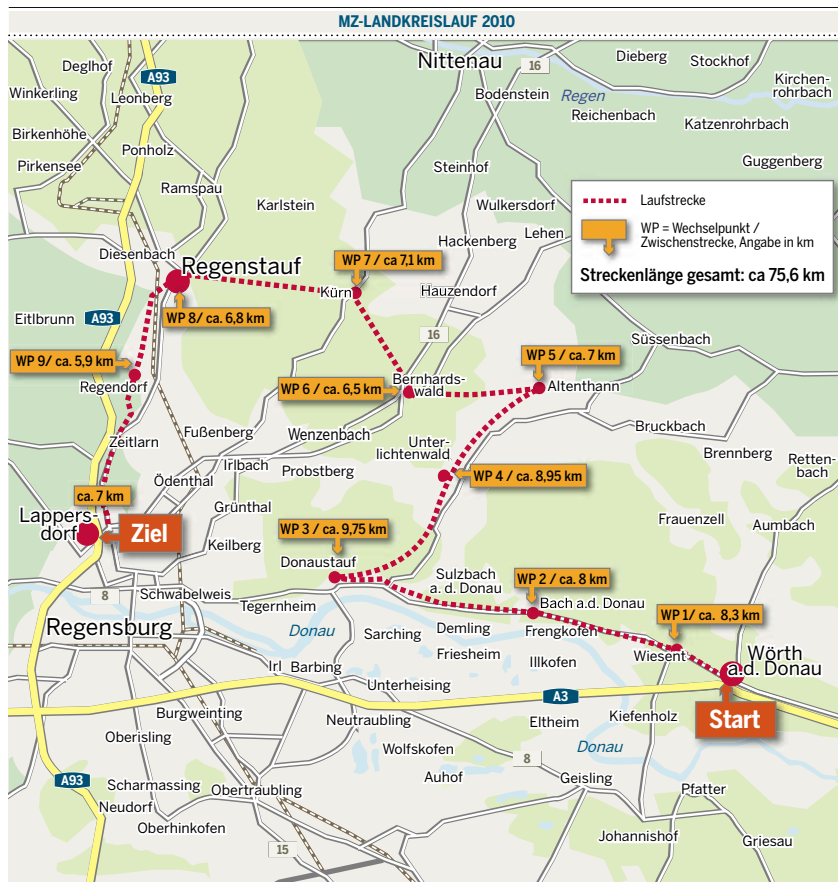 MZ-LANDKREISLAUF 2010
Nittenau
Deglhof
A93
Winkerling
Leonberg
Dieberg
Stockhof
16
Kirchen-
rohrbach
Bodenstein
Regen
Reichenbach
Katzenrohrbach
Birkenhöhe
Ponholz
Pirkensee
Guggenberg
Steinhof
Ramspau
Karlstein
Wulkersdorf
Lehen
Hackenberg
Laufstrecke
WP = Wechselpunkt /
Zwischenstrecke, Angabe in km
Streckenlänge gesamt: ca 75,6 km
Diesenbach
Regenstauf
WP 7 / ca 7,1 km
Kürn
Hauzendorf
Eitlbrunn
A93
WP 8/ ca. 6,8 km
16
Süssenbach
WP 9/ ca. 5,9 km
Regendorf
WP 5 / ca. 7 km
Altenthann
WP 6 / ca. 6,5 km
Bernhards-
wald
Zeitlarn
Fußenberg
Wenzenbach
Bruckbach
Brennberg
Retten-
bach
Unter-
lichtenwald
Irlbach
Probstberg
Ödenthal
WP 4 / ca. 8,95 km
ca. 7 km
Grünthal
Lappers-
dorf
Ziel
Keilberg
WP 3 / ca. 9,75 km
Donaustauf
Frauenzell
Aumbach
8
Schwabelweis
Tegernheim
Sulzbach
a. d. Donau
WP 2 / ca. 8 km
Bach a.d. Donau
WP 1/ ca. 8,3 km
Regensburg
Donau
Sarching
Demling
Frengkofen
Friesheim
Illkofen
Wiesent
Wörth
a.d. Donau
Irl
Barbing
Unterheising
A3
Start
Burgweinting
Neutraubling
Eltheim
Kiefenholz
Oberisling
Wolfskofen
Donau
8
A93
Scharmassing
Auhof
Geisling
Obertraubling
Pfatter
Neudorf
Oberhinkofen
Johannishof
Griesau
15